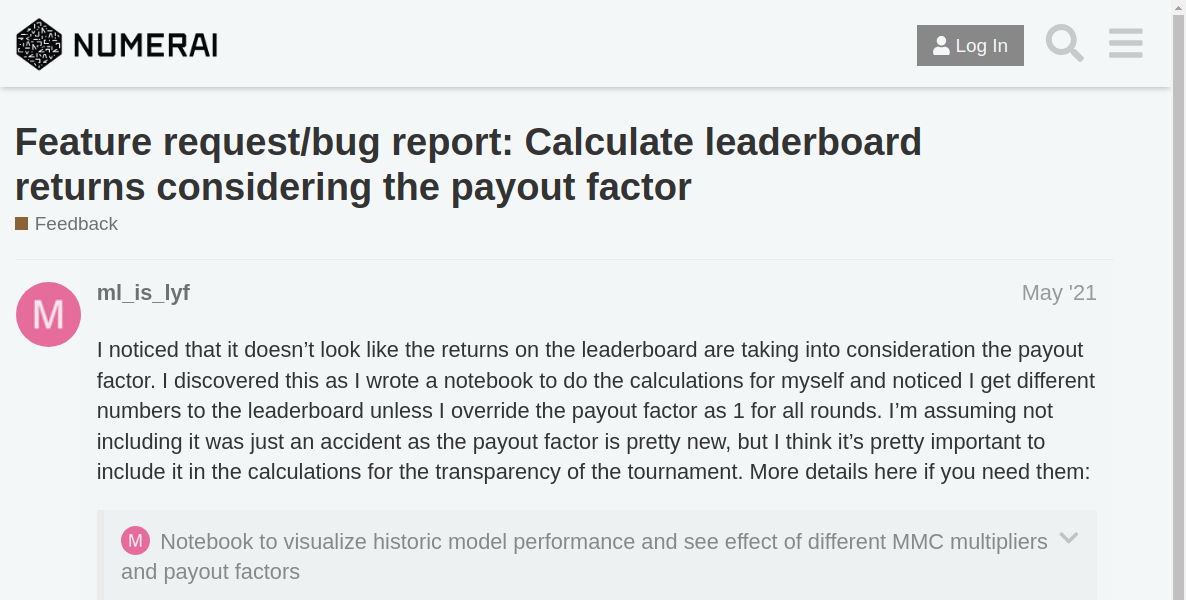 NUMERAI
Log In
Feature request/bug report: Calculate leaderboard
returns considering the payout factor
Feedback
M
ml_is_lyf
May '21
I noticed that it doesn’t look like the returns on the leaderboard are taking into consideration the payout
factor. I discovered this as I wrote a notebook to do the calculations for myself and noticed I get different
numbers to the leaderboard unless I override the payout factor as 1 for all rounds. I’m assuming not
including it was just an accident as the payout factor is pretty new, but I think it’s pretty important to
include it in the calculations for the transparency of the tournament. More details here if you need them:
M Notebook to visualize historic model performance and see effect of different MMC multipliers
and payout factors